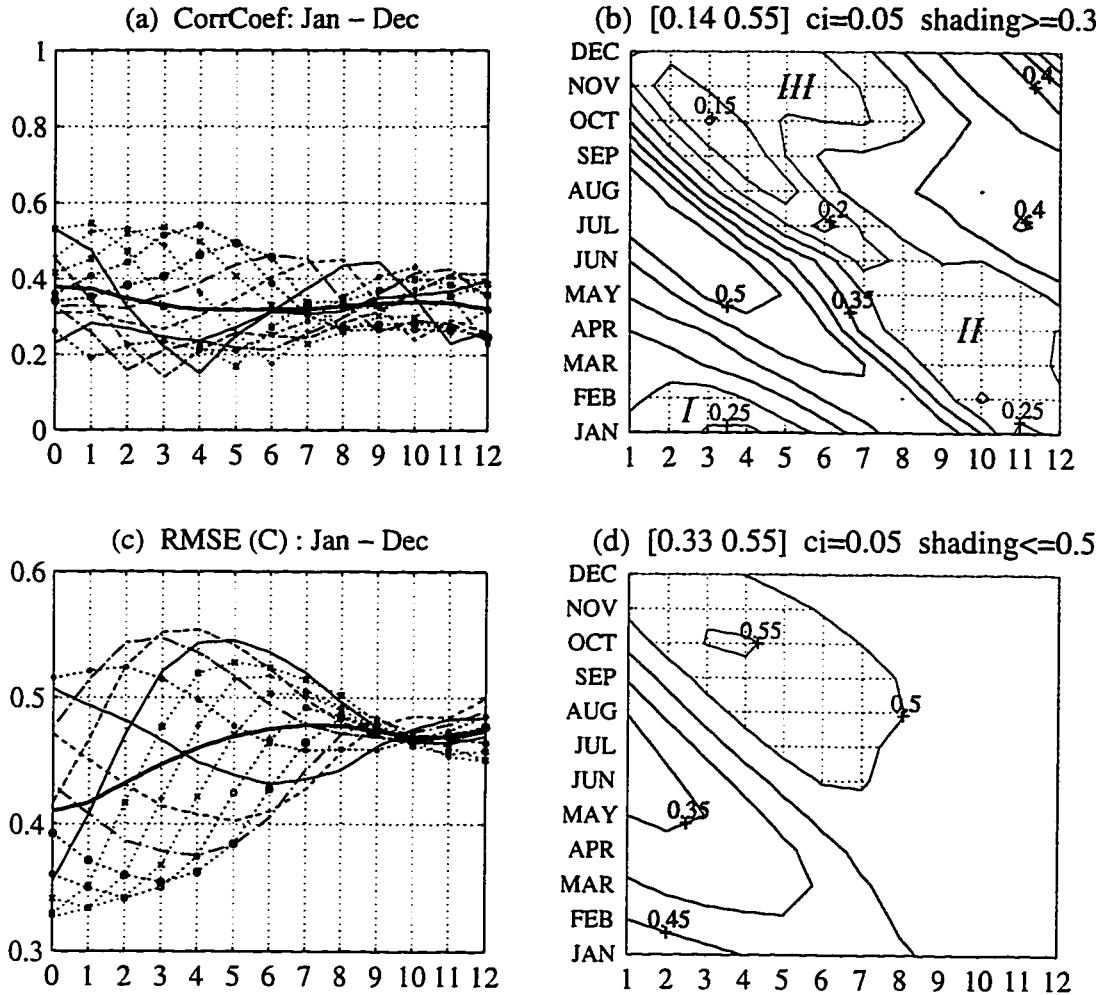 (a) CorrCoef: Jan – Dec
1
0.8
0.6
0.4
0.2
0
0 1 2 3 4 5 6 7 8 9 10 11 12
(b) [0.14 0.55] ci=0.05 shading>=0.3
DEC
NOV
OCT
SEP
AUG
JUL
JUN
MAY
APR
MAR
FEB
JAN
III
0.4
0.15
0.2
0.4
0.5
0.35
II
I
0.25
0.25
1 2 3 4 5 6 7 8 9 10 11 12
(c) RMSE (C) : Jan – Dec
0.6
0.5
0.4
0.3
0 1 2 3 4 5 6 7 8 9 10 11 12
(d) [0.33 0.55] ci=0.05 shading<=0.5
DEC
NOV
OCT
SEP
AUG
JUL
JUN
MAY
APR
MAR
FEB
JAN
0.55
0.5
0.35
0.45
1 2 3 4 5 6 7 8 9 10 11 12